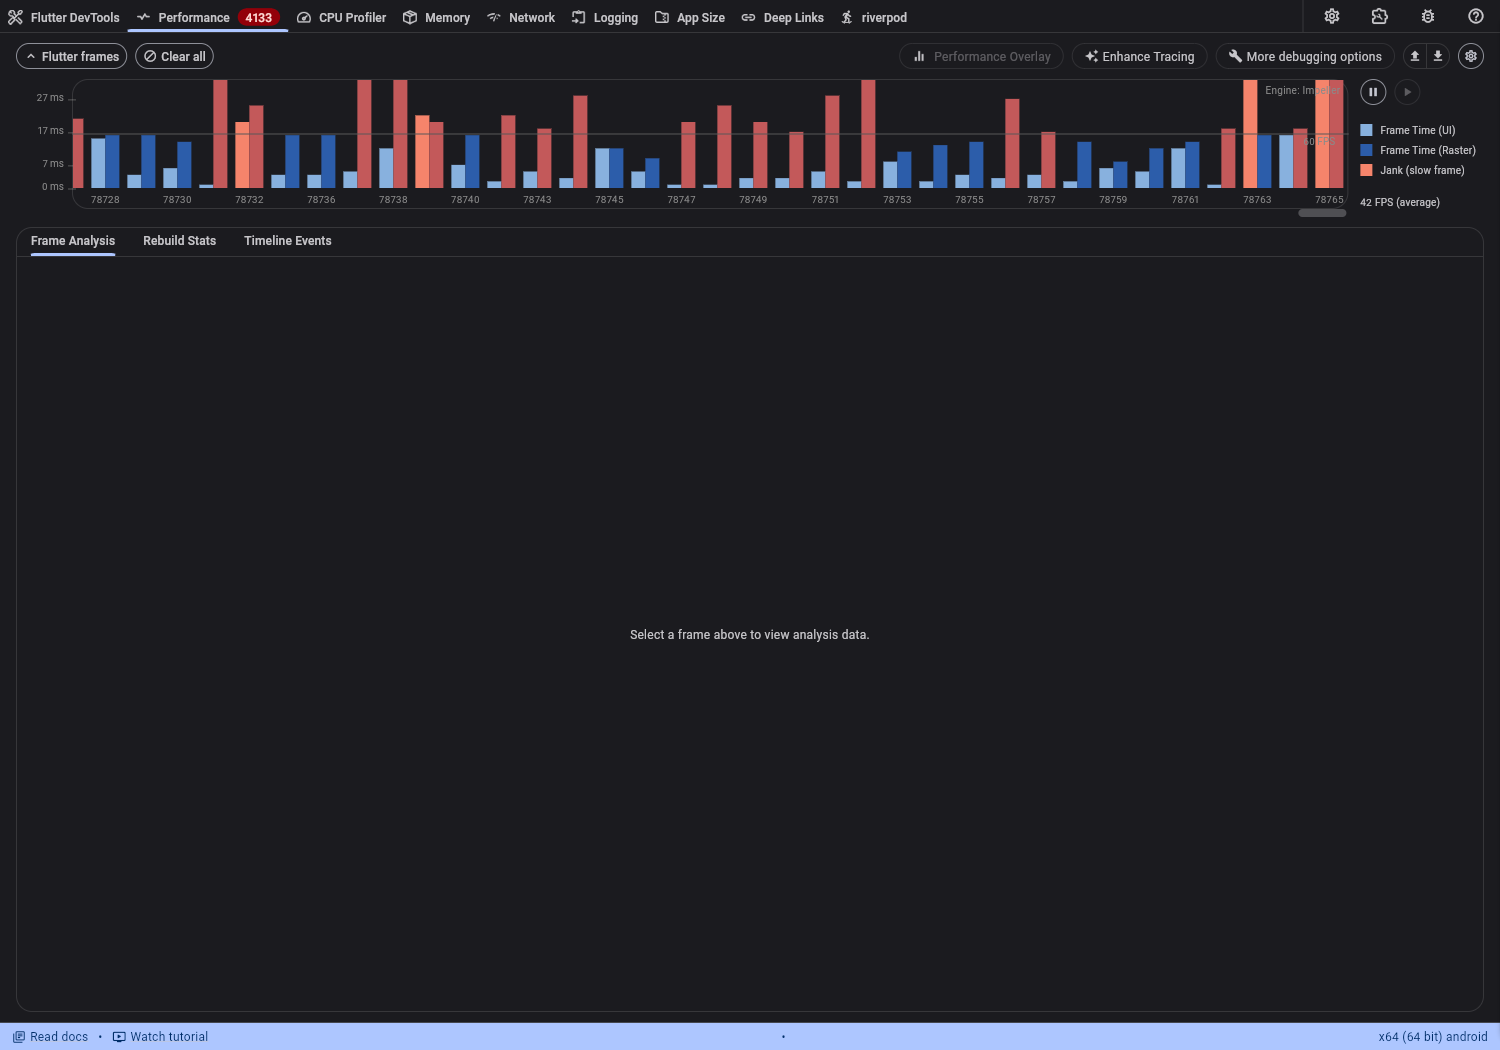 Flutter DevTools Performance 4133 CPU Profiler Memory Network Logging App Size Deep Links riverpod
Flutter frames Clear all Performance Overlay Enhance Tracing More debugging options
Engine: Impeller
27 ms
17 ms
60 FPS
7 ms
0 ms
78728 78730 78732 78736 78738 78740 78743 78745 78747 78749 78751 78753 78755 78757 78759 78761 78763 78765
Frame Time (UI)
Frame Time (Raster)
Jank (slow frame)
42 FPS (average)
Frame Analysis Rebuild Stats Timeline Events
Select a frame above to view analysis data.
Read docs • Watch tutorial • x64 (64 bit) android